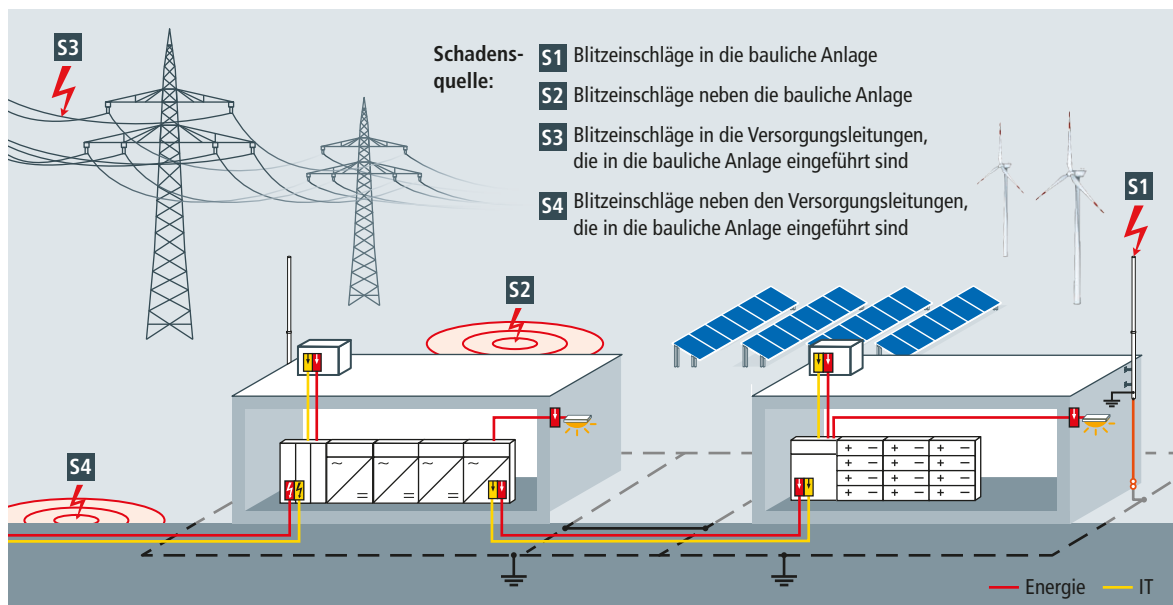 S3
Schadens-
quelle:
S1 Blitzeinschläge in die bauliche Anlage
S2 Blitzeinschläge neben die bauliche Anlage
S3 Blitzeinschläge in die Versorgungsleitungen,
die in die bauliche Anlage eingeführt sind
S4 Blitzeinschläge neben den Versorgungsleitungen,
die in die bauliche Anlage eingeführt sind
S1
S2
S4
Energie
IT